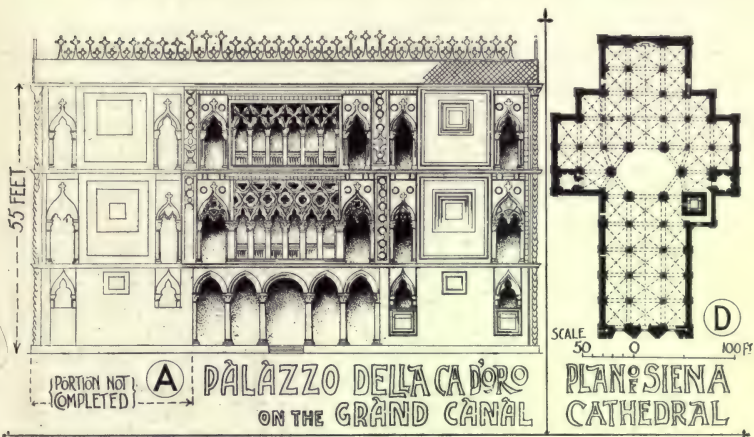 55 FEET
PORTION NOT
COMPLETED
A
PALAZZO DELLA CA D'ORO
ON THE GRAND CANAL
D
SCALE
50 0 100 FT
PLAN OF SIENA
CATHEDRAL